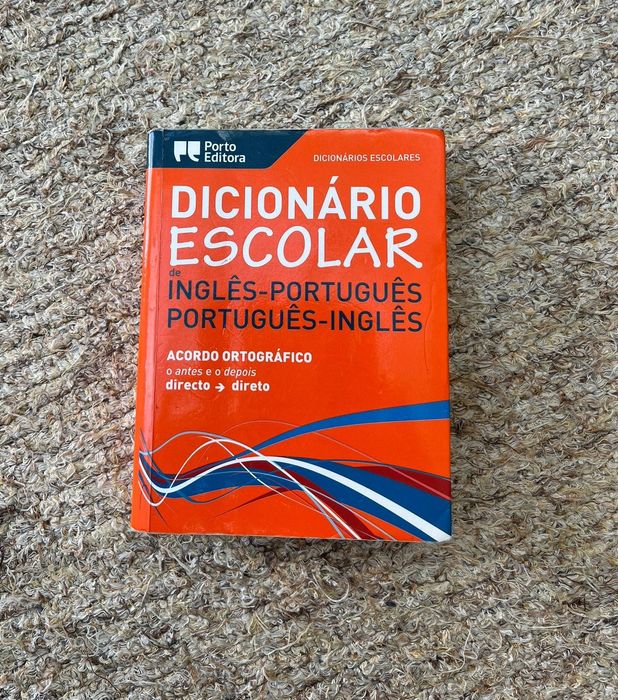 Porto
Editora
DICIONÁRIOS ESCOLARES
DICIONÁRIO
ESCOLAR
de
INGLÊS-PORTUGUÊS
PORTUGUÊS-INGLÊS
ACORDO ORTOGRÁFICO
o antes e o depois
directo → direto